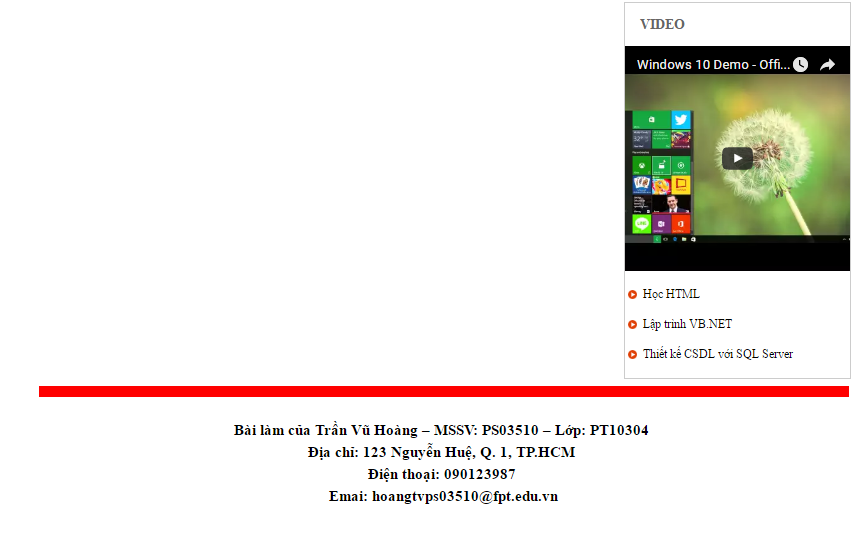 VIDEO
Windows 10 Demo - Offi...
Học HTML
Lập trình VB.NET
Thiết kế CSDL với SQL Server
Bài làm của Trần Vũ Hoàng – MSSV: PS03510 – Lớp: PT10304
Địa chỉ: 123 Nguyễn Huệ, Q. 1, TP.HCM
Điện thoại: 090123987
Emai: hoangtvps03510@fpt.edu.vn